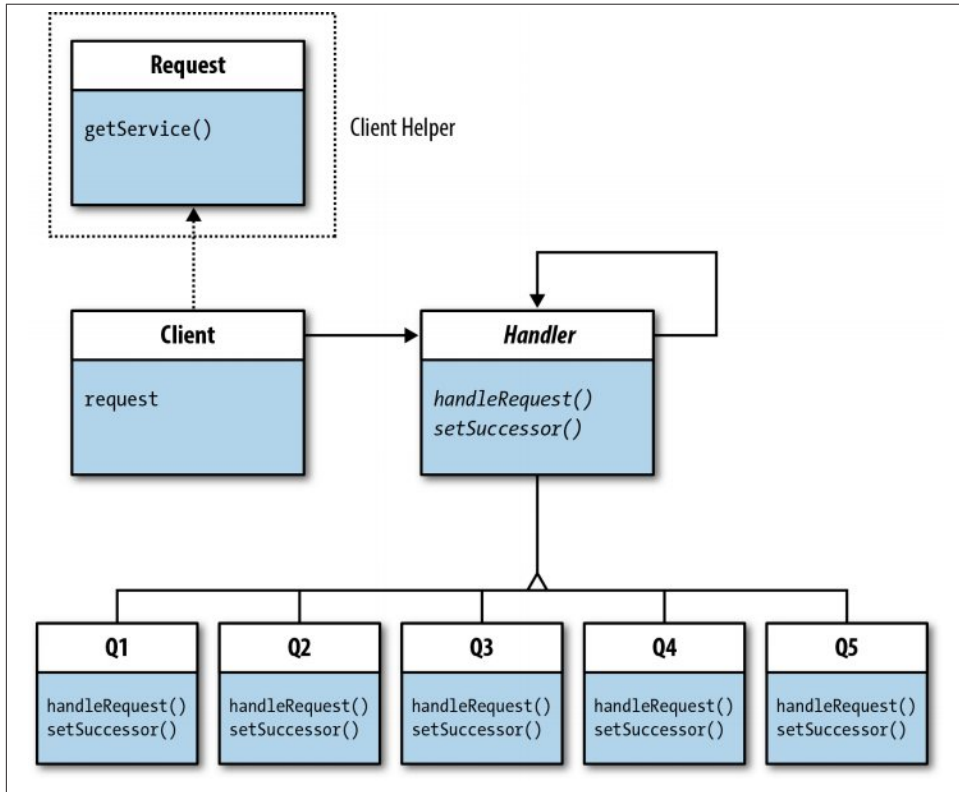 Request
getService()
Client Helper
Client
request
Handler
handleRequest()
setSuccessor()
Q1
handleRequest()
setSuccessor()
Q2
handleRequest()
setSuccessor()
Q3
handleRequest()
setSuccessor()
Q4
handleRequest()
setSuccessor()
Q5
handleRequest()
setSuccessor()